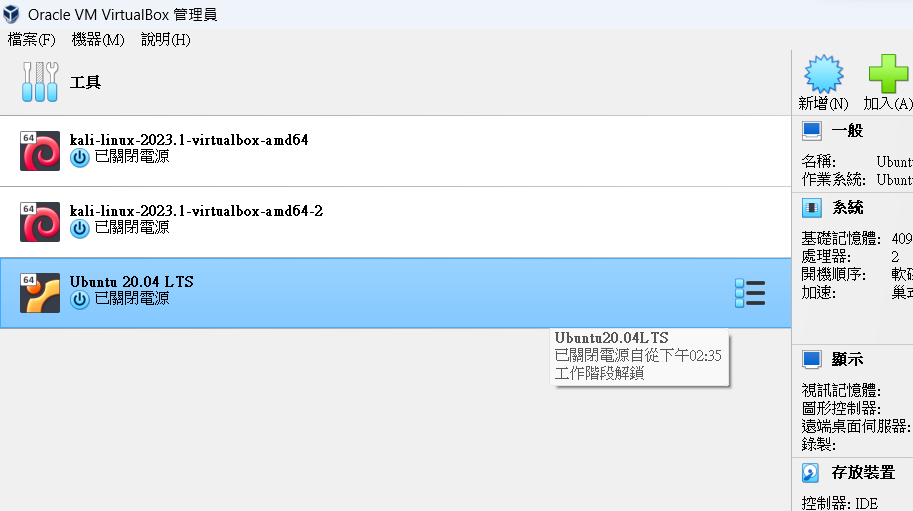 Oracle VM VirtualBox 管理員
檔案(F) 機器(M) 說明(H)
工具
新增(N) 加入(A)
64 kali-linux-2023.1-virtualbox-amd64
已關閉電源
64 kali-linux-2023.1-virtualbox-amd64-2
已關閉電源
64 Ubuntu 20.04 LTS
已關閉電源
Ubuntu20.04LTS
已關閉電源自從下午02:35
工作階段解鎖
一般
名稱: Ubunt
作業系統: Ubunt
系統
基礎記憶體: 409
處理器: 2
開機順序: 軟
加速: 巢
顯示
視訊記憶體:
圖形控制器:
遠端桌面伺服器:
錄製:
存放裝置
控制器: IDE